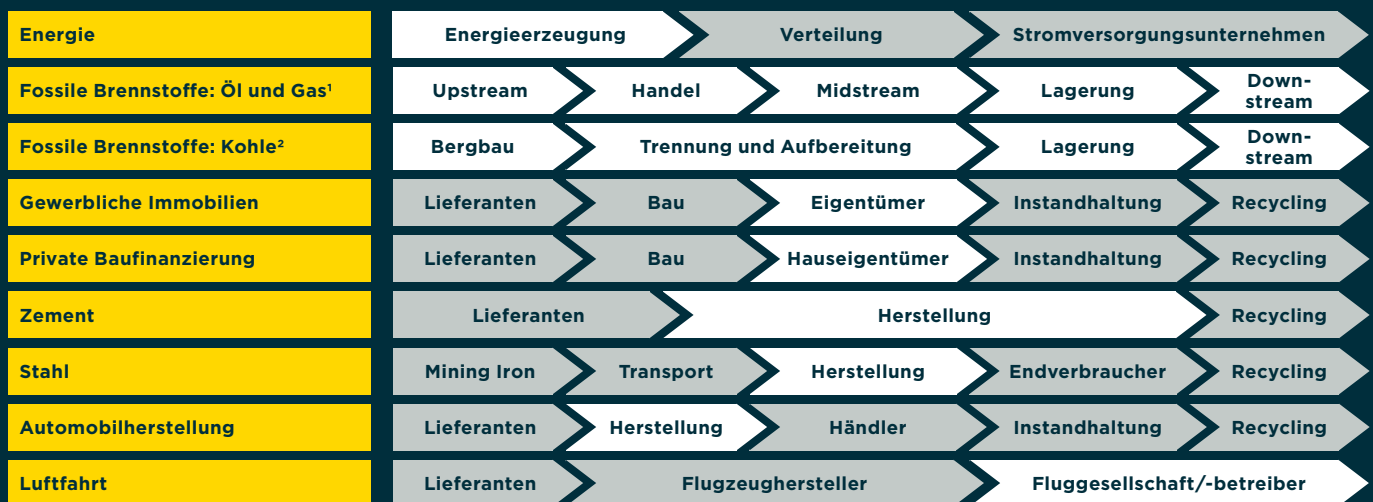 Energie Energieerzeugung Verteilung Stromversorgungsunternehmen
Fossile Brennstoffe: Öl und Gas¹ Upstream Handel Midstream Lagerung Down-
stream
Fossile Brennstoffe: Kohle² Bergbau Trennung und Aufbereitung Lagerung Down-
stream
Gewerbliche Immobilien Lieferanten Bau Eigentümer Instandhaltung Recycling
Private Baufinanzierung Lieferanten Bau Hauseigentümer Instandhaltung Recycling
Zement Lieferanten Herstellung Recycling
Stahl Mining Iron Transport Herstellung Endverbraucher Recycling
Automobilherstellung Lieferanten Herstellung Händler Instandhaltung Recycling
Luftfahrt Lieferanten Flugzeughersteller Fluggesellschaft/-betreiber